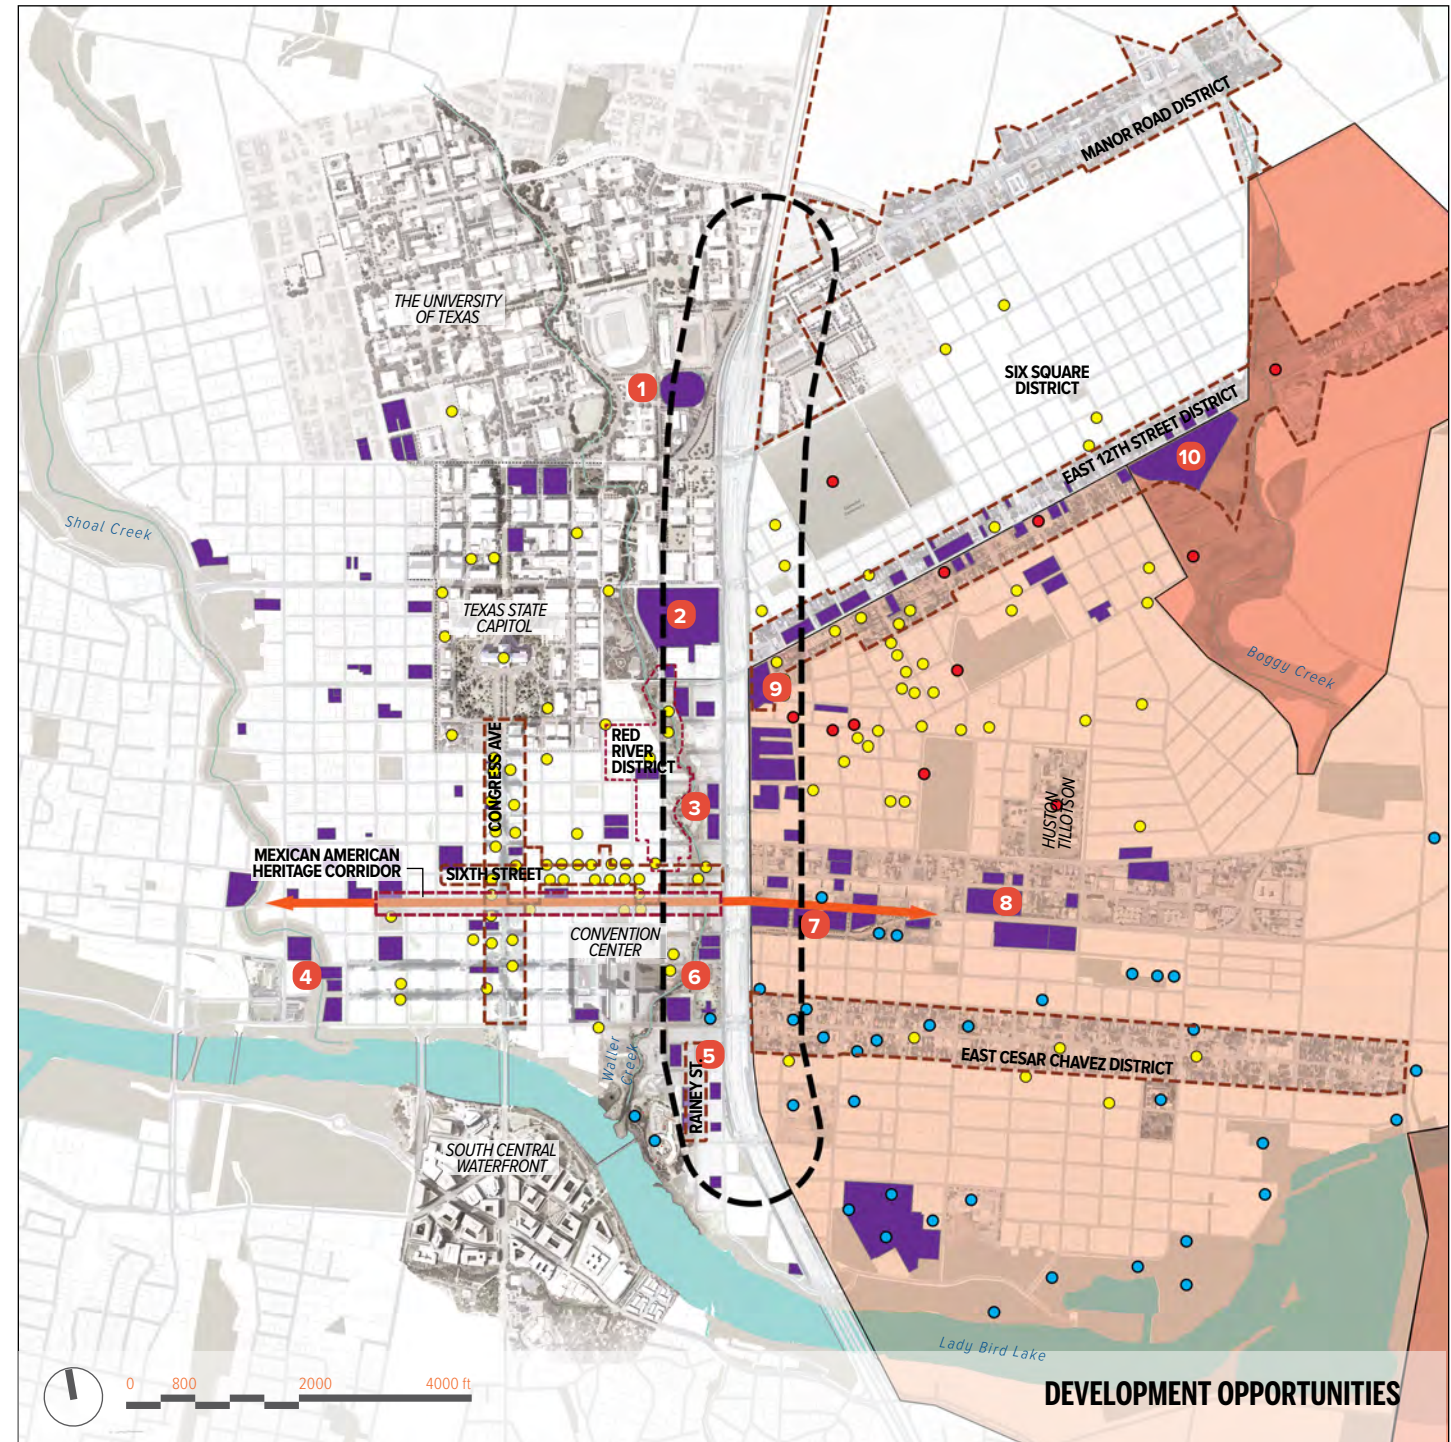 MANOR ROAD DISTRICT
THE UNIVERSITY
OF TEXAS
1
SIX SQUARE
DISTRICT
EAST 12TH STREET DISTRICT
10
Shoal Creek
TEXAS STATE
CAPITOL
2
Boggy Creek
9
CONGRESS AVE
RED
RIVER
DISTRICT
3
HUSTON
TILLOTSON
MEXICAN AMERICAN
HERITAGE CORRIDOR
SIXTH STREET
8
7
CONVENTION
CENTER
4
6
5
Waller
Creek
RAINEY ST.
EAST CESAR CHAVEZ DISTRICT
SOUTH CENTRAL
WATERFRONT
Lady Bird Lake
0 800 2000 4000 ft
DEVELOPMENT OPPORTUNITIES